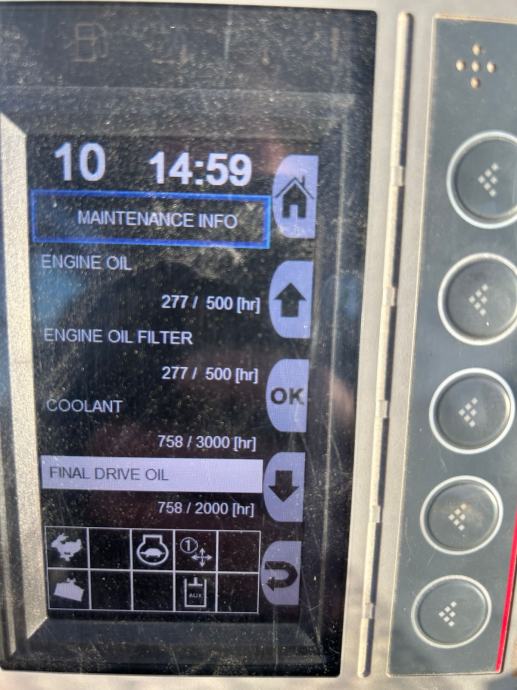 10 14:59
MAINTENANCE INFO
ENGINE OIL
277 / 500 [hr]
ENGINE OIL FILTER
277 / 500 [hr]
OK
COOLANT
758 / 3000 [hr]
FINAL DRIVE OIL
758 / 2000 [hr]
1
AUX